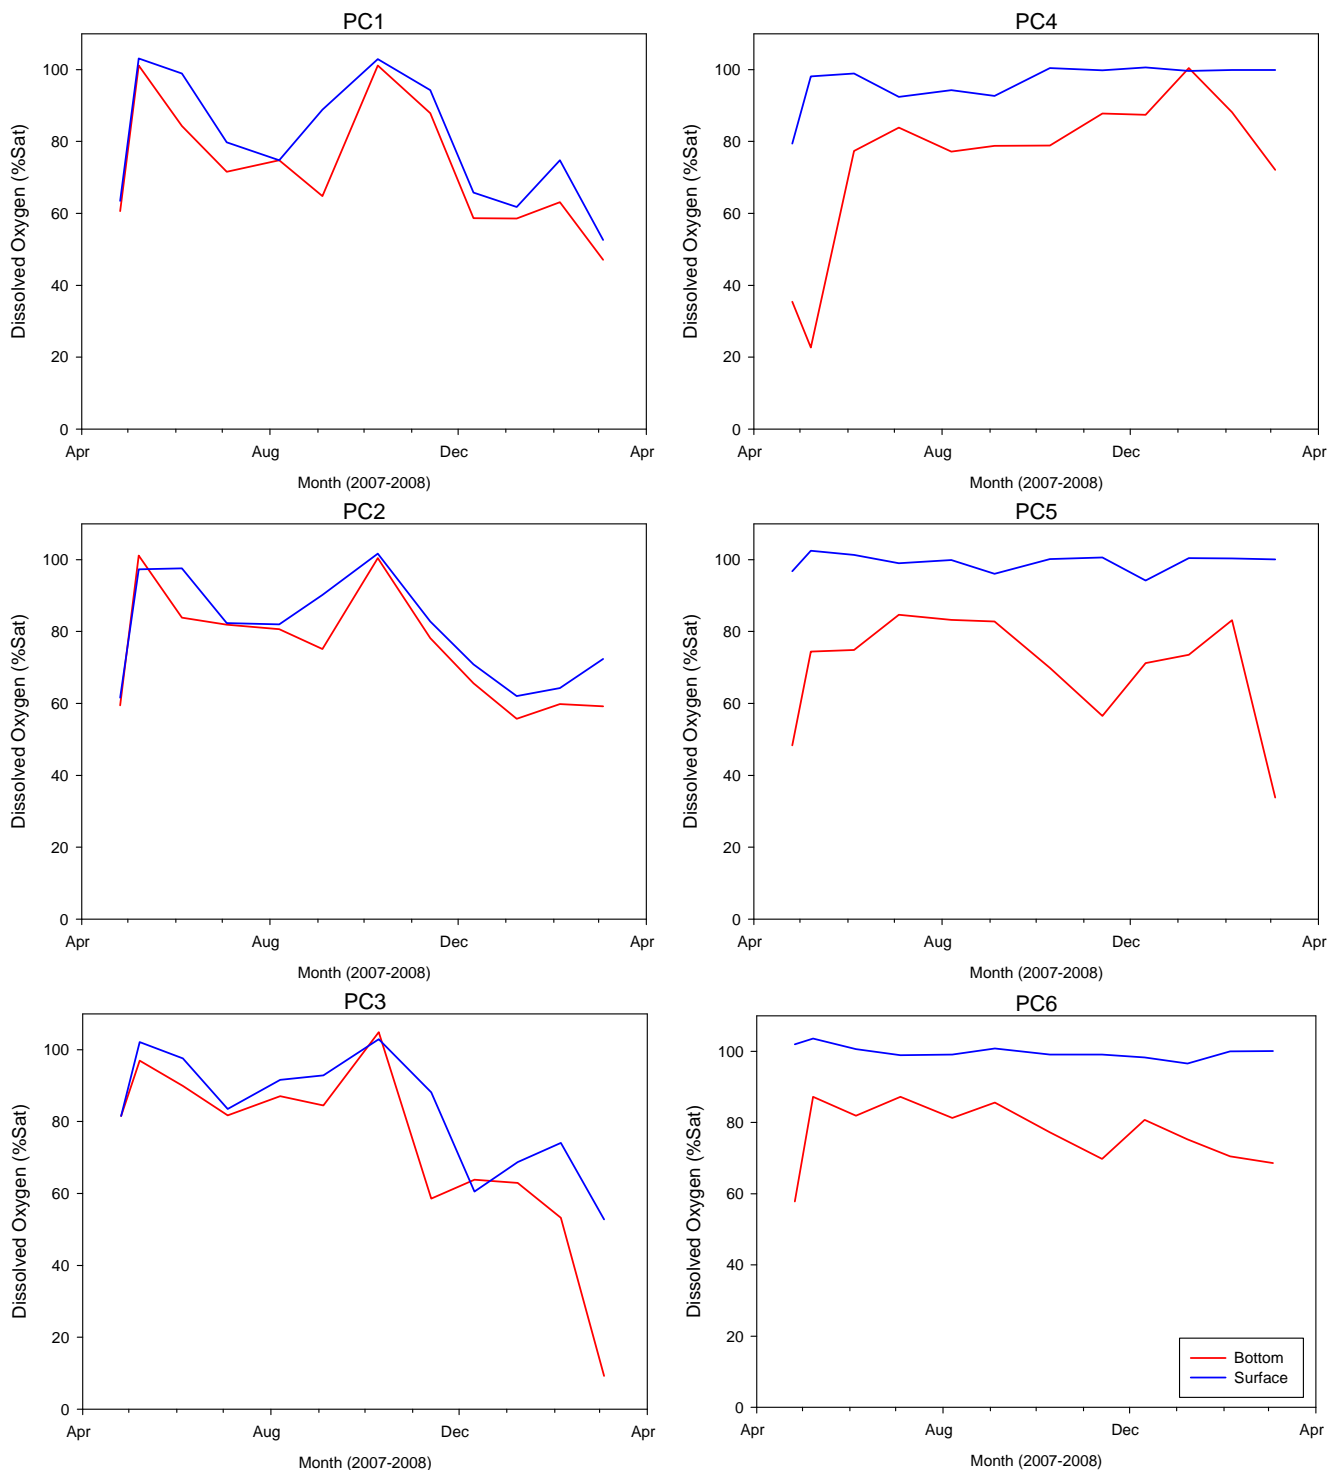 PC1
Dissolved Oxygen (%Sat)
100
80
60
40
20
0
Apr
Aug
Dec
Apr
Month (2007-2008)
PC4
Dissolved Oxygen (%Sat)
100
80
60
40
20
0
Apr
Aug
Dec
Apr
Month (2007-2008)
PC2
Dissolved Oxygen (%Sat)
100
80
60
40
20
0
Apr
Aug
Dec
Apr
Month (2007-2008)
PC5
Dissolved Oxygen (%Sat)
100
80
60
40
20
0
Apr
Aug
Dec
Apr
Month (2007-2008)
PC3
Dissolved Oxygen (%Sat)
100
80
60
40
20
0
Apr
Aug
Dec
Apr
Month (2007-2008)
PC6
Dissolved Oxygen (%Sat)
100
80
60
40
20
0
Apr
Aug
Dec
Apr
Month (2007-2008)
Bottom
Surface